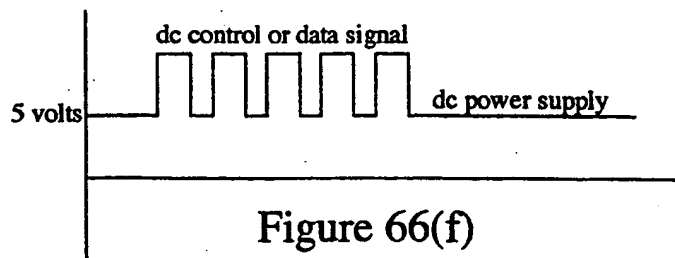 dc control or data signal
5 volts
dc power supply
Figure 66(f)